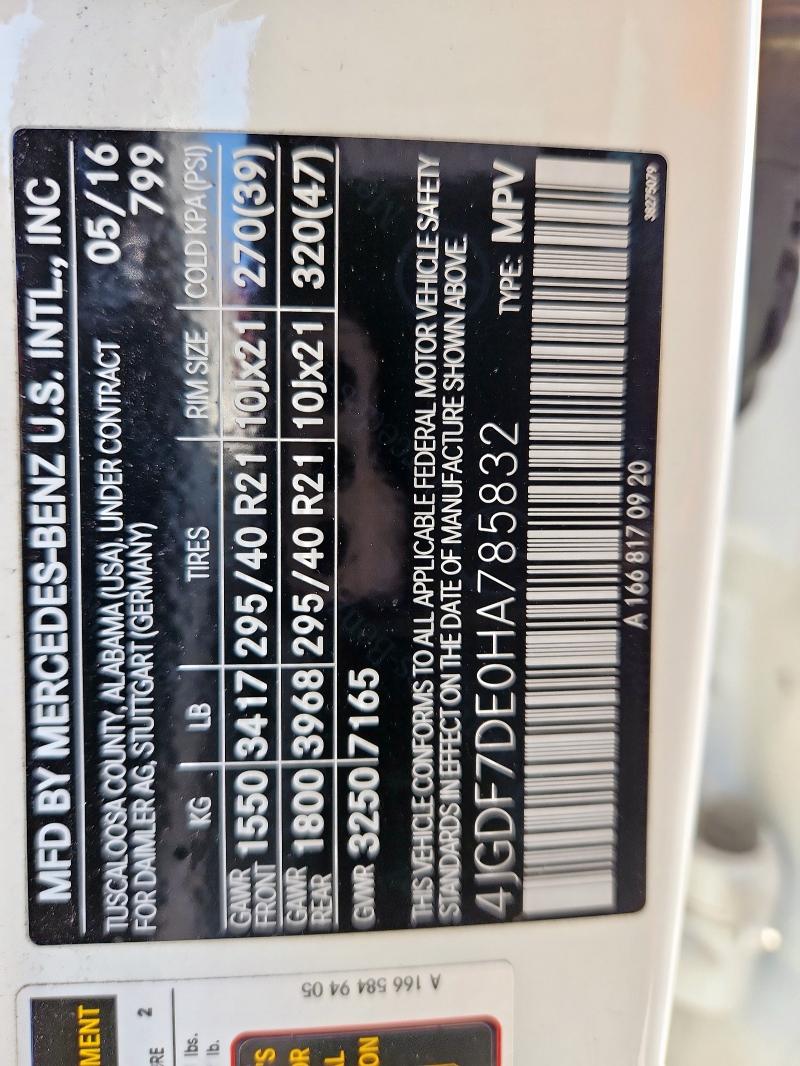 MFD BY MERCEDES-BENZ U.S. INTL., INC
TUSCALOOSA COUNTY, ALABAMA (USA), UNDER CONTRACT 05/16
FOR DAIMLER AG, STUTTGART (GERMANY) 799
KG LB TIRES RIM SIZE COLD KPA (PSI)
GAWR FRONT 1550 3417 295/40 R21 10Jx21 270(39)
GAWR REAR 1800 3968 295/40 R21 10Jx21 320(47)
GVWR 3250 7165
THIS VEHICLE CONFORMS TO ALL APPLICABLE FEDERAL MOTOR VEHICLE SAFETY
STANDARDS IN EFFECT ON THE DATE OF MANUFACTURE SHOWN ABOVE.
4JGDF7DE0HA785832 TYPE: MPV
A 166 817 09 20
A 166 584 94 05
2
lbs.
lb.